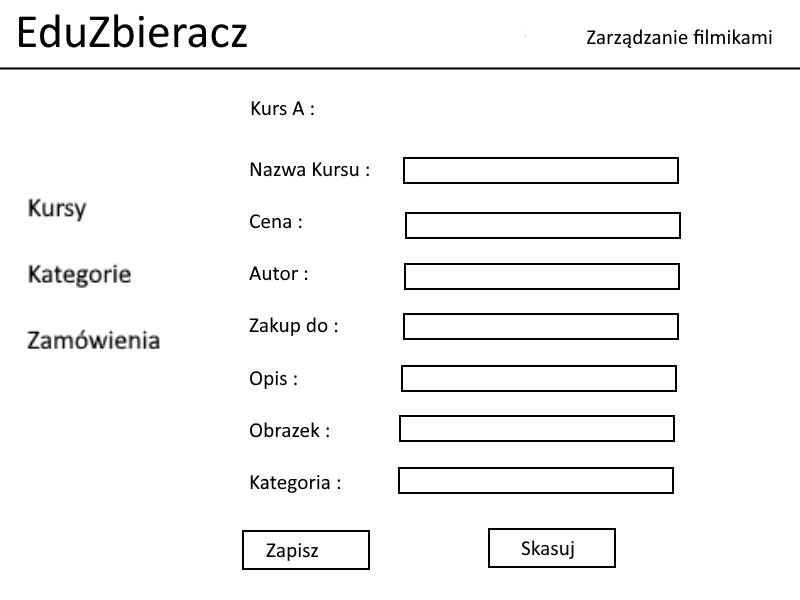 EduZbieracz
Zarządzanie filmikami
Kurs A :
Nazwa Kursu :
Kursy
Cena :
Kategorie
Autor :
Zamówienia
Zakup do :
Opis :
Obrazek :
Kategoria :
Zapisz
Skasuj